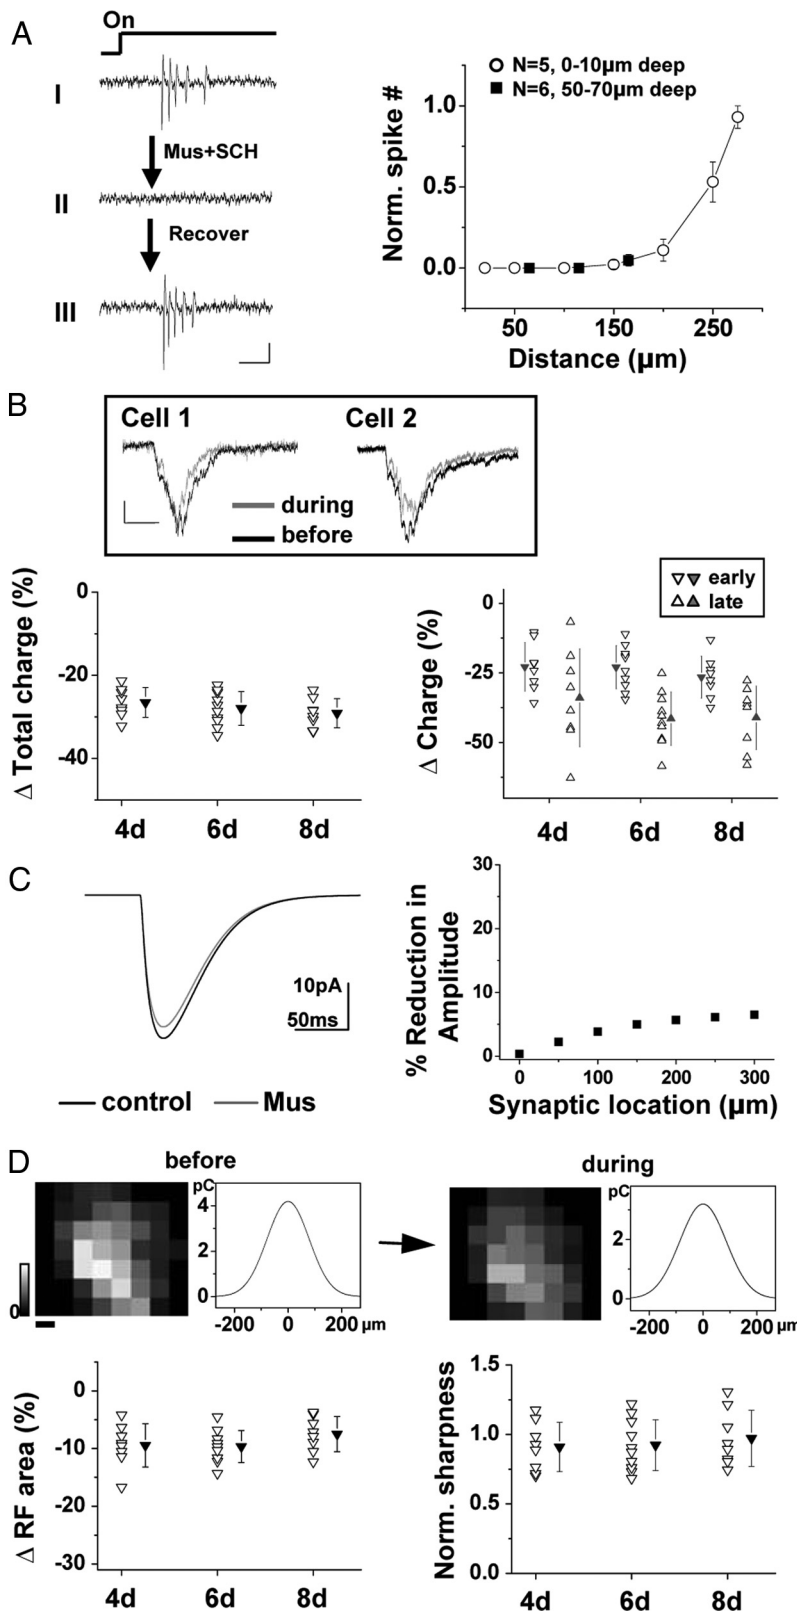 A
On
I
Mus+SCH
II
Recover
III
N=5, 0-10µm deep
N=6, 50-70µm deep
Norm. spike #
1.0
0.5
0.0
50 150 250
Distance (µm)
B
Cell 1 Cell 2
during
before
Δ Total charge (%)
0
-20
-40
4d 6d 8d
early
late
Δ Charge (%)
0
-25
-50
4d 6d 8d
C
10pA
50ms
control Mus
% Reduction in
Amplitude
30
20
10
0
0 100 200 300
Synaptic location (µm)
D
before during
0
pC
4
2
0
-200 0 200 µm
pC
2
0
-200 0 200 µm
Δ RF area (%)
0
-10
-20
-30
4d 6d 8d
Norm. sharpness
1.5
1.0
0.5
0.0
4d 6d 8d